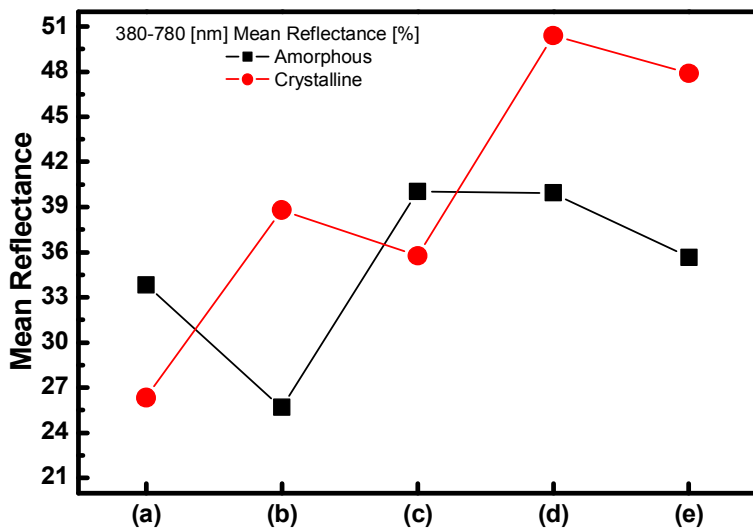 380-780 [nm] Mean Reflectance [%]
Amorphous
Crystalline
Mean Reflectance
51
48
45
42
39
36
33
30
27
24
21
(a) (b) (c) (d) (e)